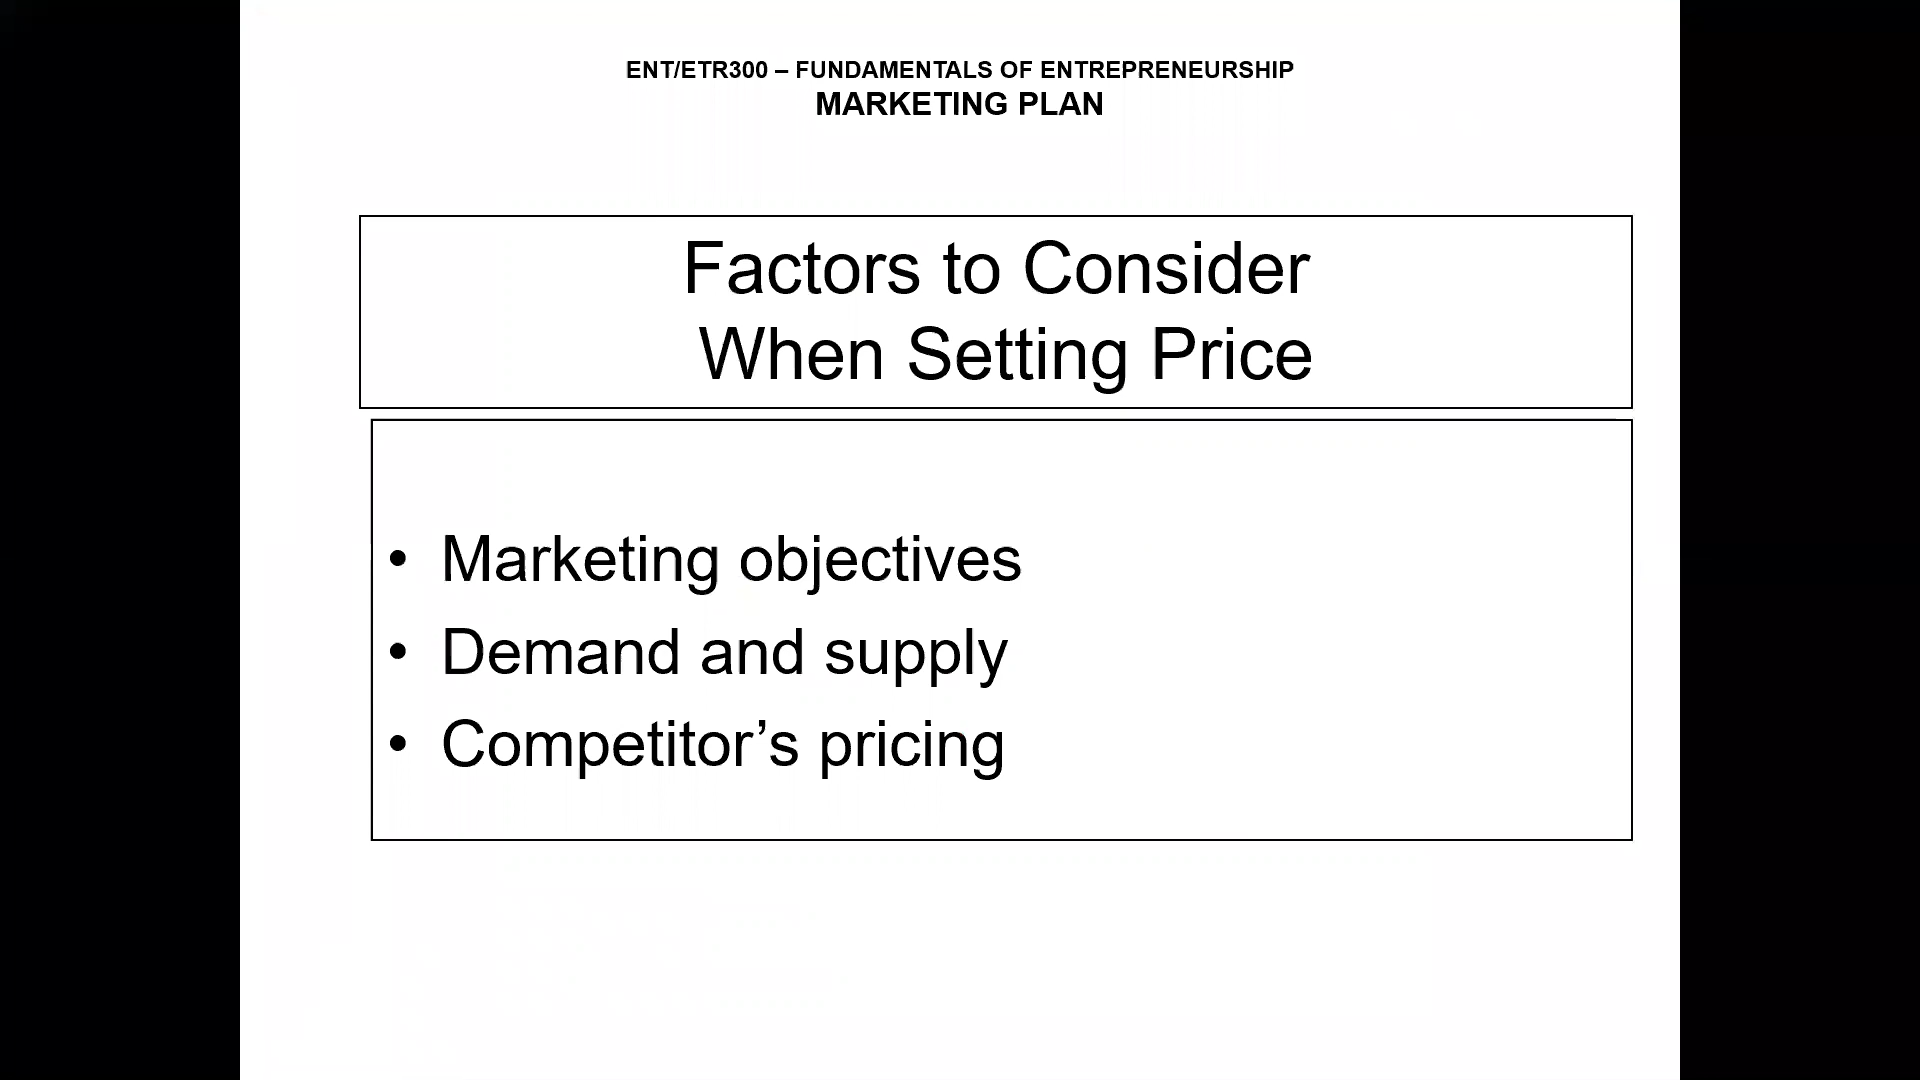 ENT/ETR300 – FUNDAMENTALS OF ENTREPRENEURSHIP
MARKETING PLAN
Factors to Consider
When Setting Price
• Marketing objectives
• Demand and supply
• Competitor’s pricing